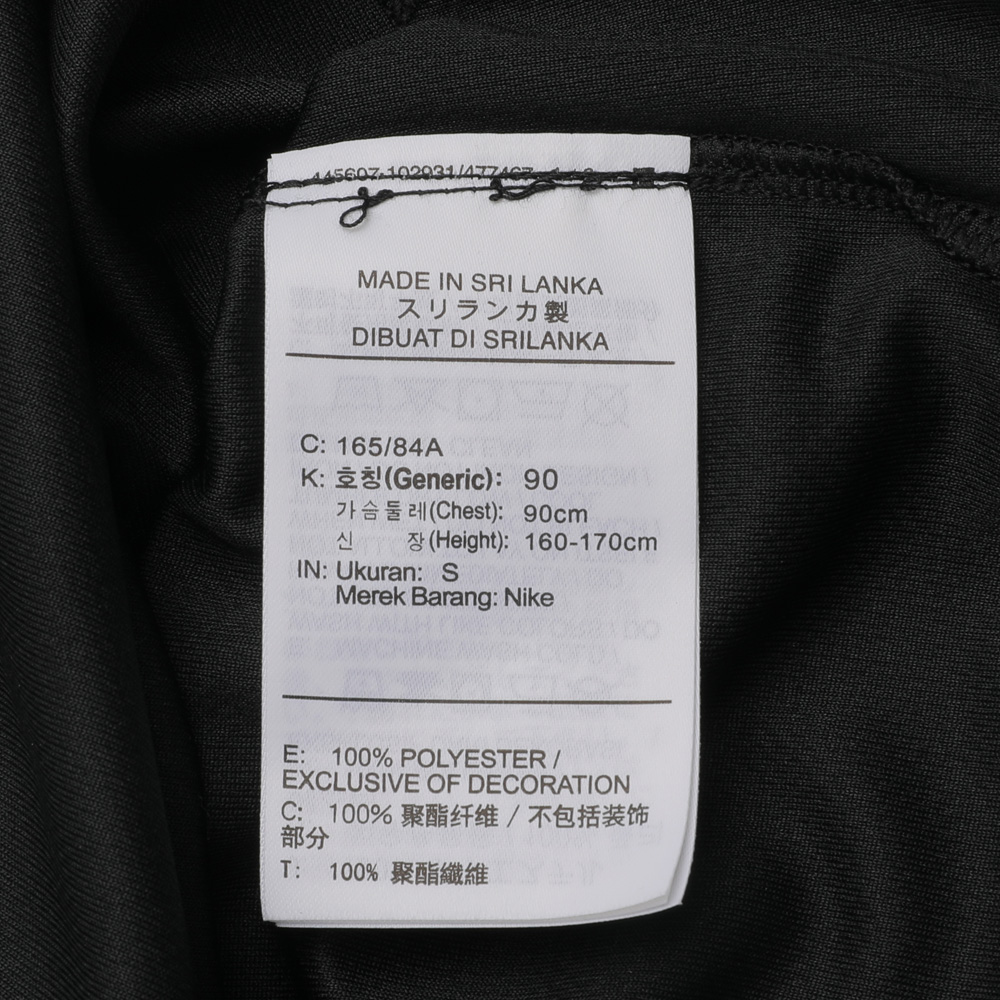 MADE IN SRI LANKA
スリランカ製
DIBUAT DI SRILANKA
C: 165/84A
K: 호칭(Generic): 90
가슴둘레(Chest): 90cm
신 장(Height): 160-170cm
IN: Ukuran: S
Merek Barang: Nike
E: 100% POLYESTER /
EXCLUSIVE OF DECORATION
C: 100% 聚酯纤维 / 不包括装饰
部分
T: 100% 聚酯纖維